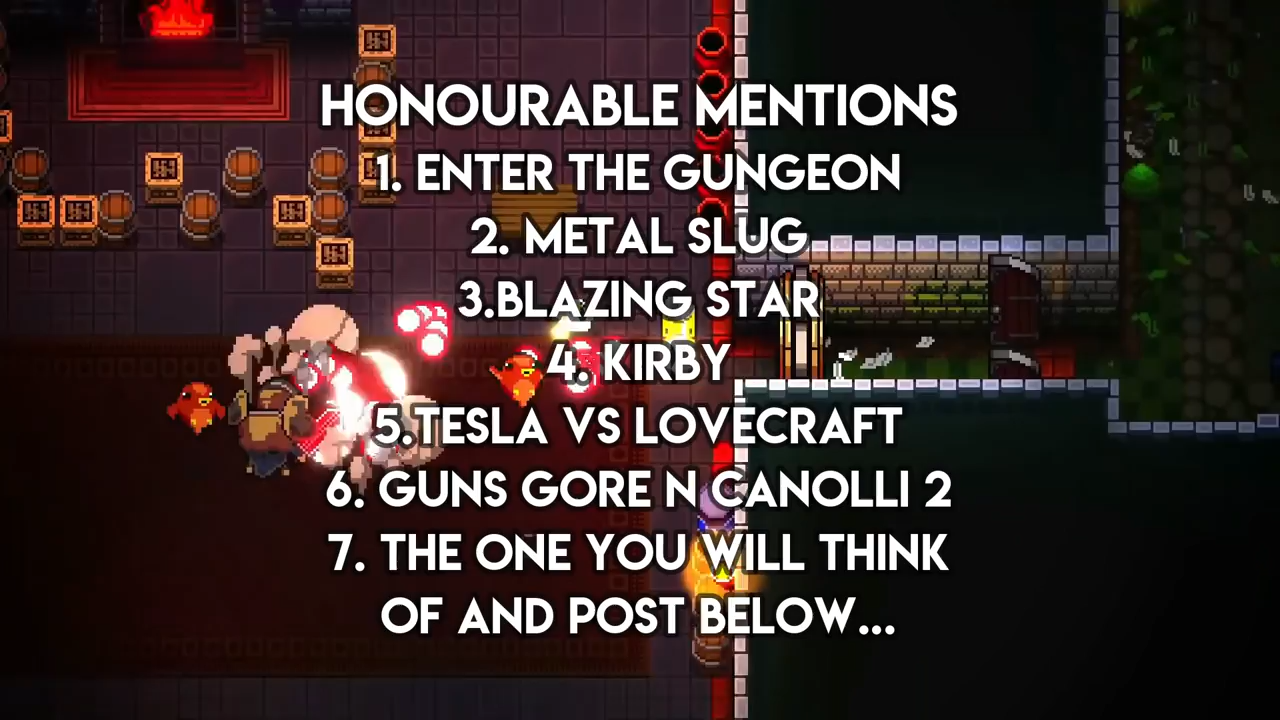 HONOURABLE MENTIONS
1. ENTER THE GUNGEON
2. METAL SLUG
3.BLAZING STAR
4. KIRBY
5.TESLA VS LOVECRAFT
6. GUNS GORE N CANOLLI 2
7. THE ONE YOU WILL THINK
OF AND POST BELOW...